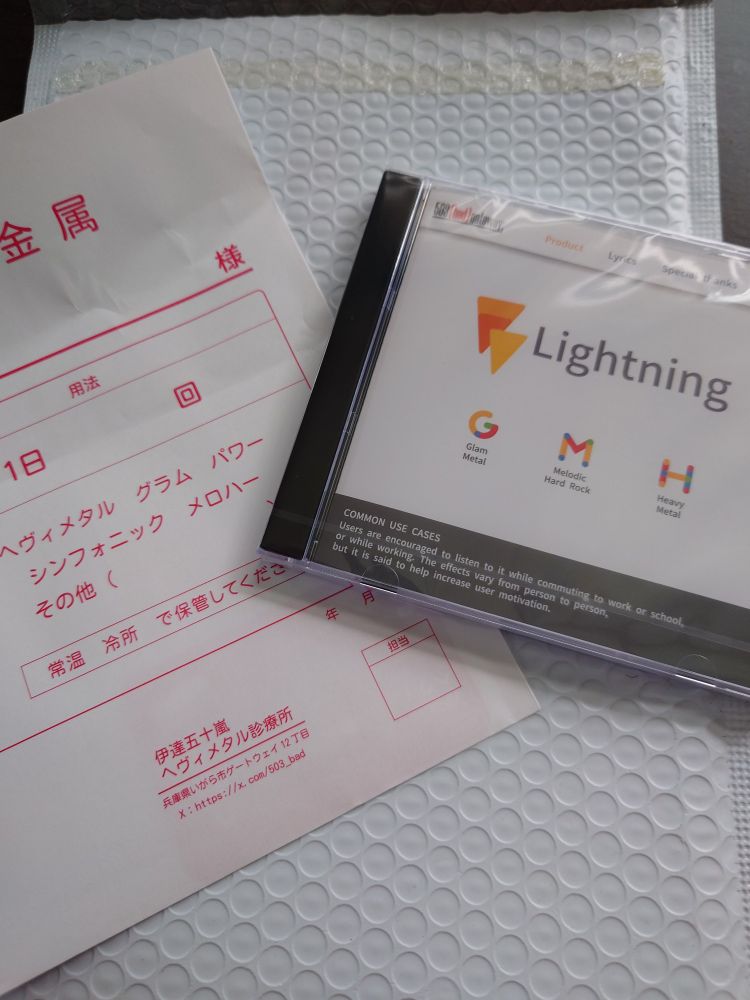 金属
様
用法
1日 回
ヘヴィメタル グラム パワー
シンフォニック メロハー
その他（
常温 冷所 で保管してくださ
年 月
担当
伊達五十嵐
ヘヴィメタル診療所
兵庫県いがら市ゲートウェイ12丁目
X：https://x.com/503_bad
503 [bad] gateway
Product Lyrics Special thanks
Lightning
Glam
Metal
Melodic
Hard Rock
Heavy
Metal
COMMON USE CASES
Users are encouraged to listen to it while commuting to work or school,
or while working. The effects vary from person to person,
but it is said to help increase user motivation.